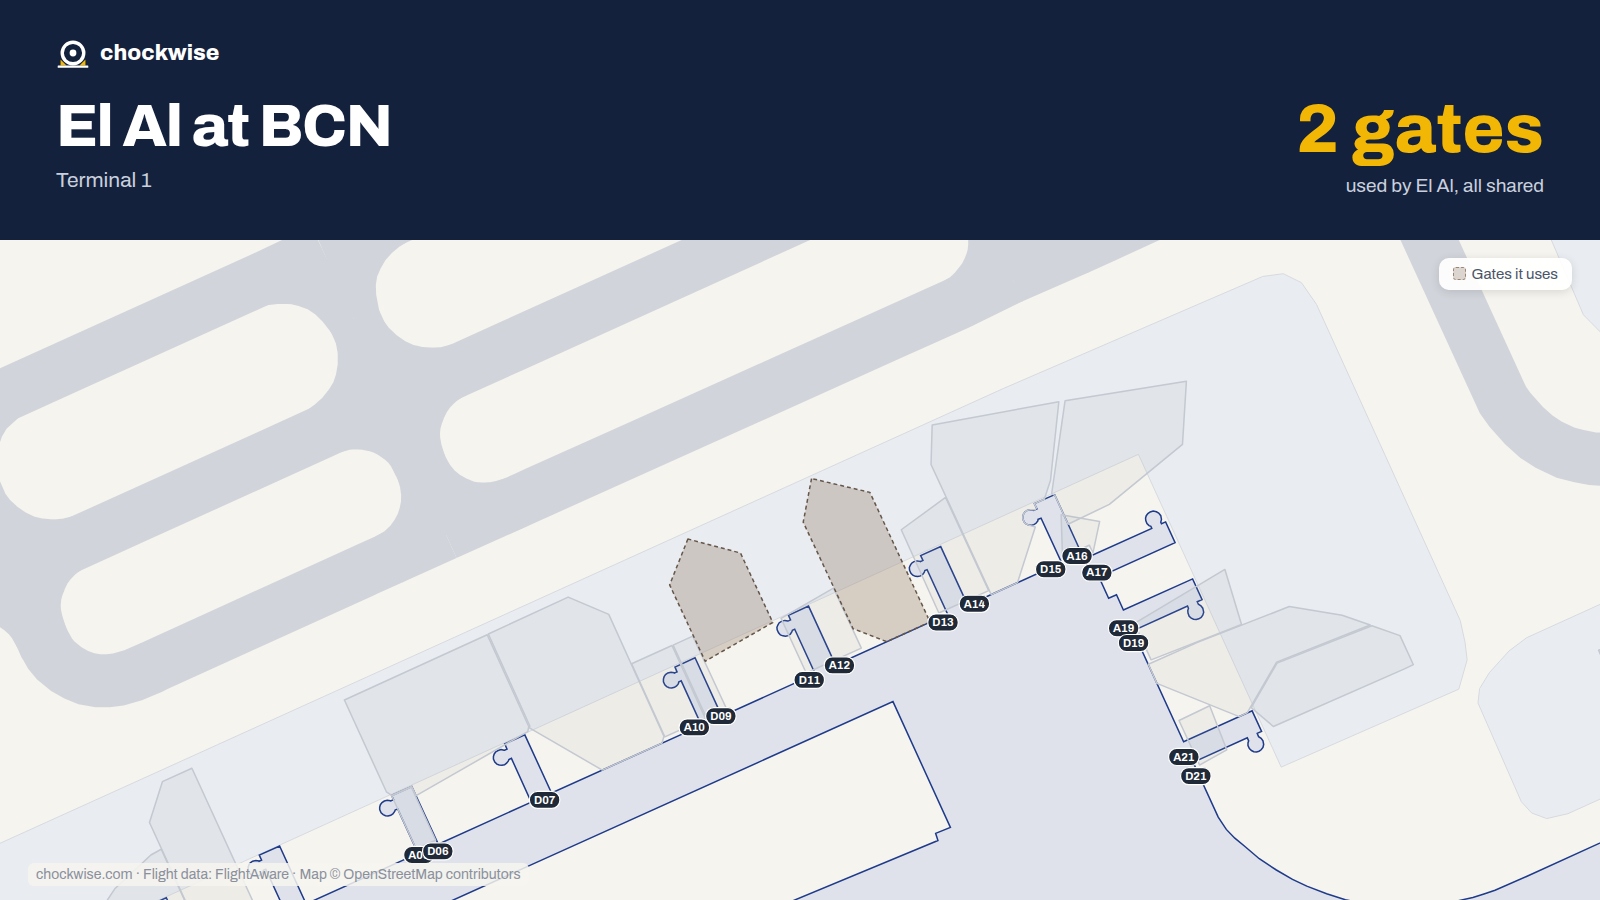 chockwise
El Al at BCN
Terminal 1
2 gates
used by El Al, all shared
Gates it uses
A16
D15
A17
A14
D13
A19
D19
A12
D11
D09
A10
A21
D21
D07
D06
chockwise.com · Flight data: FlightAware · Map © OpenStreetMap contributors